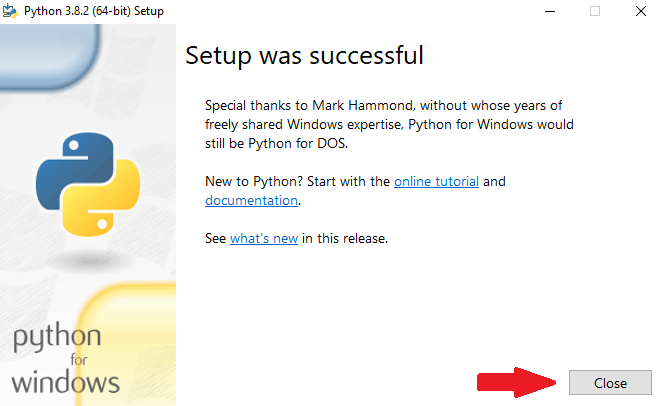 Python 3.8.2 (64-bit) Setup
Setup was successful
Special thanks to Mark Hammond, without whose years of
freely shared Windows expertise, Python for Windows would
still be Python for DOS.
New to Python? Start with the online tutorial and
documentation.
See what's new in this release.
python
for
windows
Close